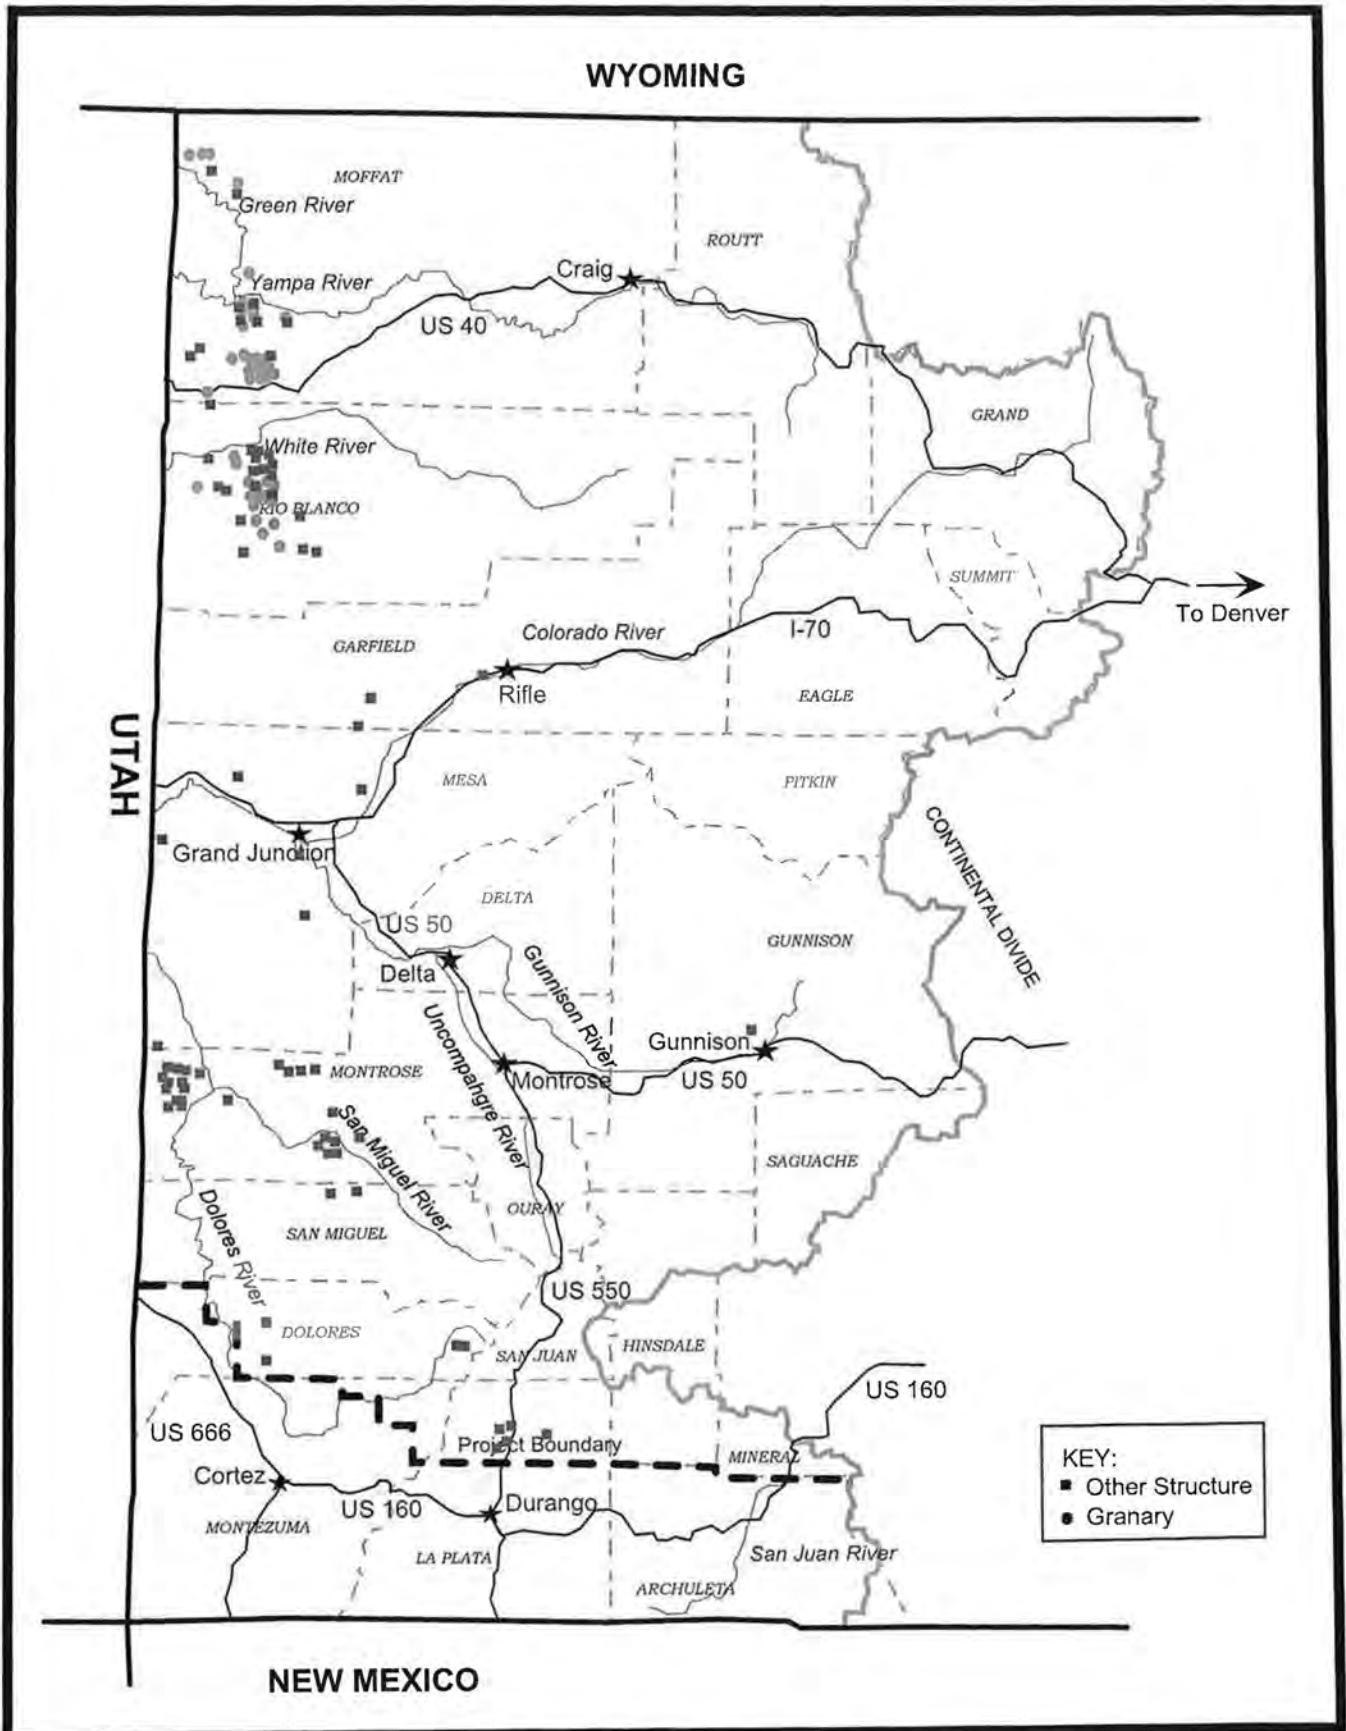 WYOMING
MOFFAT
Green River
ROUTT
Craig
Yampa River
US 40
GRAND
White River
RIO BLANCO
SUMMIT
To Denver
Colorado River
I-70
GARFIELD
Rifle
EAGLE
UTAH
MESA
PITKIN
Grand Junction
CONTINENTAL DIVIDE
DELTA
US 50
GUNNISON
Delta
Gunnison River
Uncompahgre River
Gunnison
MONTROSE
Montrose
US 50
San Miguel River
SAGUACHE
Dolores River
OURAY
SAN MIGUEL
US 550
DOLORES
SAN JUAN
HINSDALE
US 160
US 666
Project Boundary
MINERAL
KEY:
Other Structure
Granary
Cortez
US 160
Durango
MONTEZUMA
LA PLATA
San Juan River
ARCHULETA
NEW MEXICO